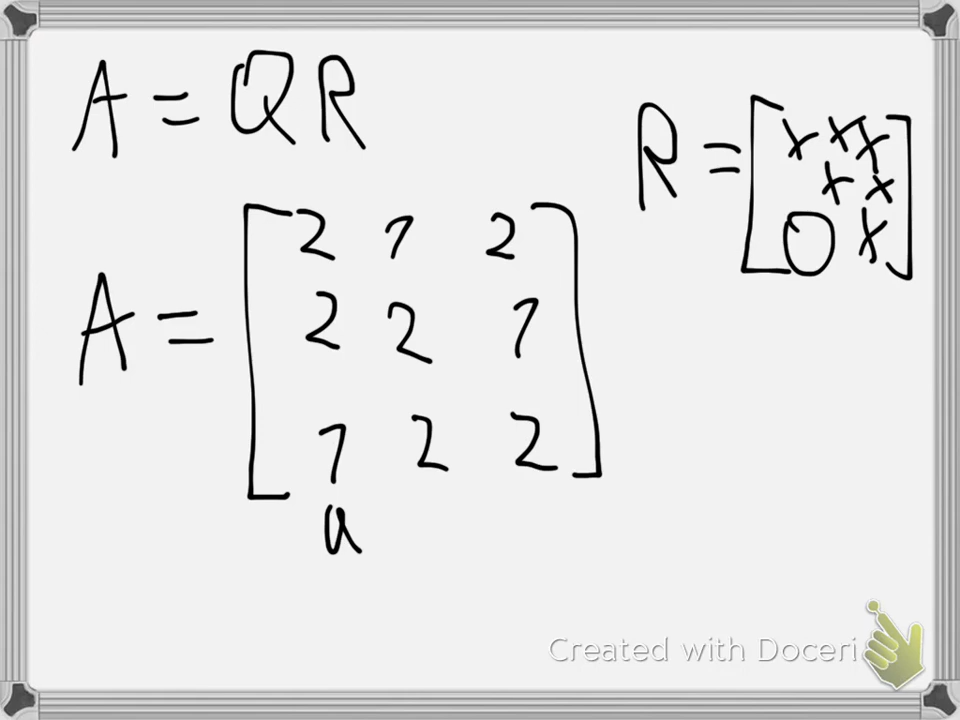 A = QR
R = [x x x
x x
0 x]
A = [2 1 2
2 2 1
1 2 2]
a
Created with Doceri